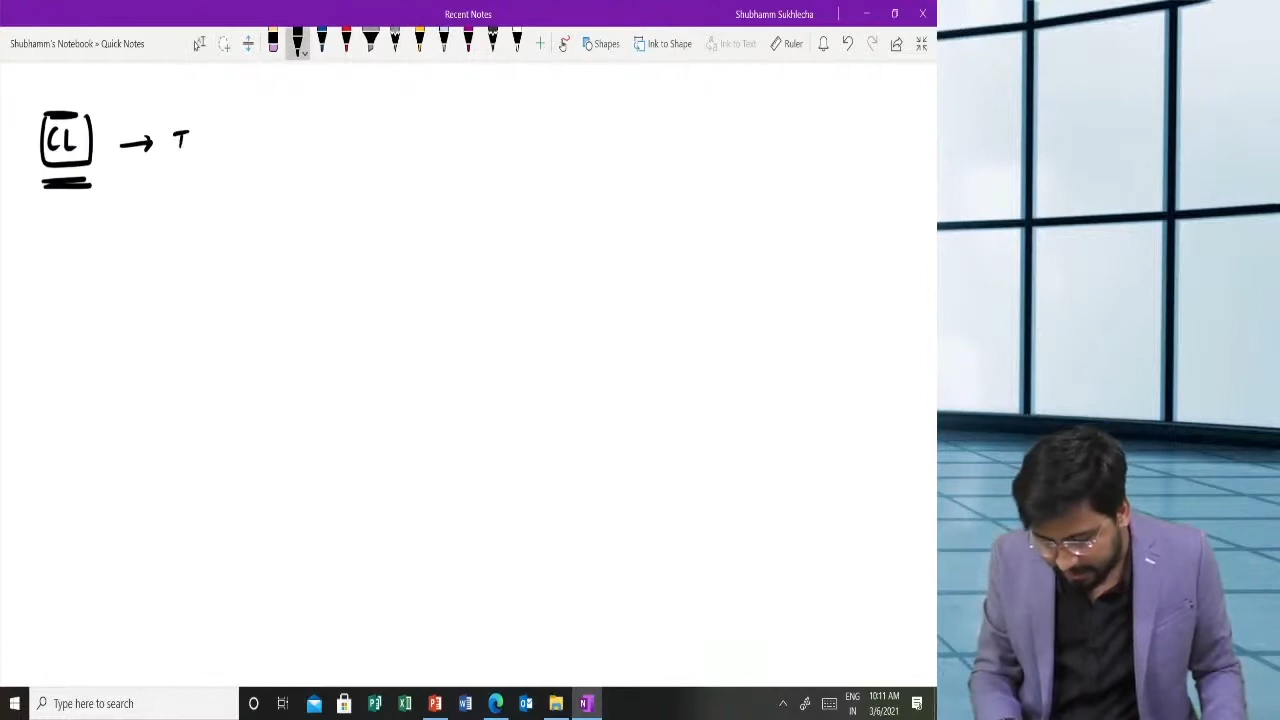 Recent Notes
Shubhamm Sukhlecha
Shubhamm's Notebook » Quick Notes
Shapes
Ink to Shape
Ink to Text
Ruler
CL → T
Type here to search
ENG
IN
10:11 AM
3/6/2021